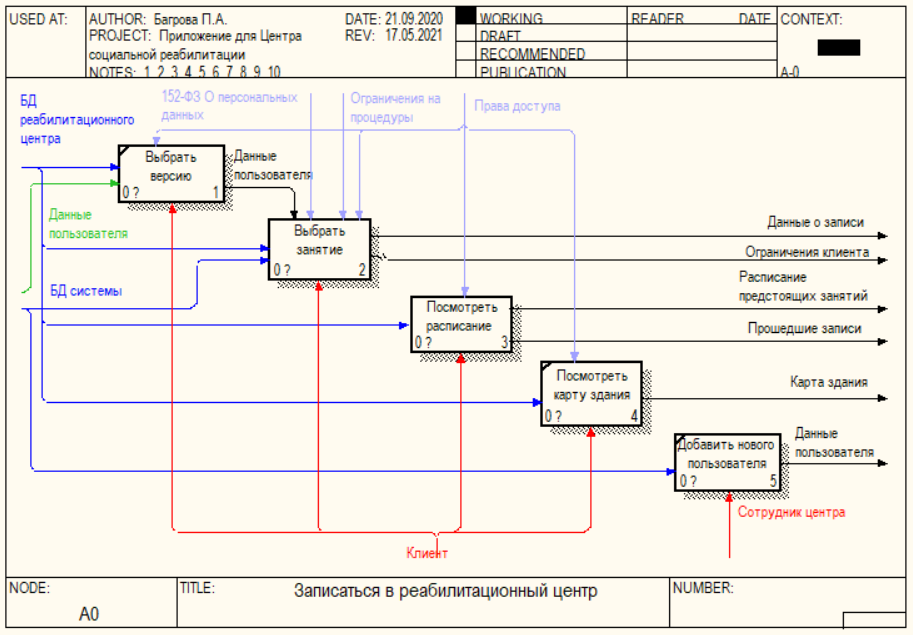 USED AT:
AUTHOR: Багрова П.А.
DATE: 21.09.2020
PROJECT: Приложение для Центра
социальной реабилитации
REV: 17.05.2021
NOTES: 1 2 3 4 5 6 7 8 9 10
WORKING
DRAFT
RECOMMENDED
PUBLICATION
READER
DATE
CONTEXT:
A-0
БД
реабилитационного
центра
152-ФЗ О персональных
данных
Ограничения на
процедуры
Права доступа
Выбрать
версию
0 ?
1
Данные
пользователя
Данные
пользователя
Выбрать
занятие
0 ?
2
Данные о записи
Ограничения клиента
БД системы
Посмотреть
расписание
0 ?
3
Расписание
предстоящих занятий
Прошедшие записи
Посмотреть
карту здания
0 ?
4
Карта здания
Добавить нового
пользователя
0 ?
5
Данные
пользователя
Сотрудник центра
Клиент
NODE:
A0
TITLE:
Записаться в реабилитационный центр
NUMBER: